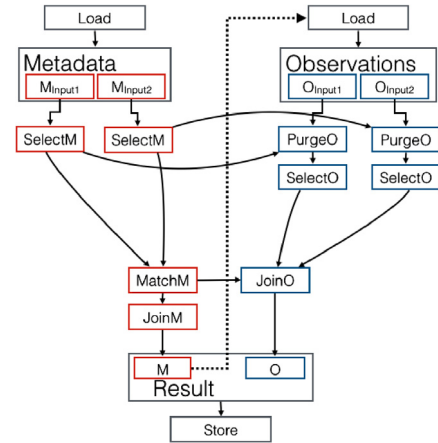 Load
Load
Metadata
Observations
MInput1
MInput2
OInput1
OInput2
SelectM
SelectM
PurgeO
PurgeO
SelectO
SelectO
MatchM
JoinO
JoinM
M
O
Result
Store